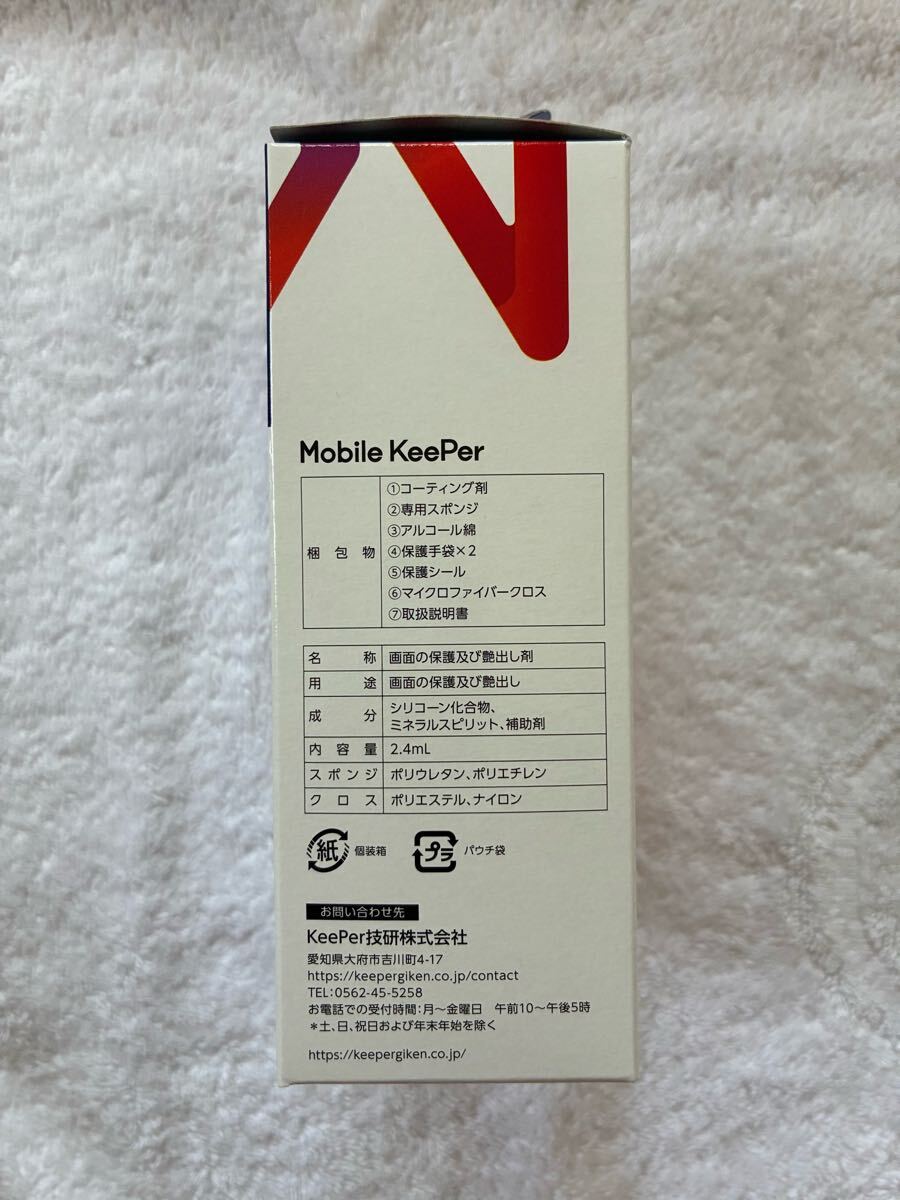 Mobile KeePer
梱包物
①コーティング剤
②専用スポンジ
③アルコール綿
④保護手袋×2
⑤保護シール
⑥マイクロファイバークロス
⑦取扱説明書
名称 画面の保護及び艶出し剤
用途 画面の保護及び艶出し
成分 シリコーン化合物、
ミネラルスピリット、補助剤
内容量 2.4mL
スポンジ ポリウレタン、ポリエチレン
クロス ポリエステル、ナイロン
紙 個装箱 プラ パウチ袋
お問い合わせ先
KeePer技研株式会社
愛知県大府市吉川町4-17
https://keepergiken.co.jp/contact
TEL:0562-45-5258
お電話での受付時間:月〜金曜日 午前10〜午後5時
*土、日、祝日および年末年始を除く
https://keepergiken.co.jp/